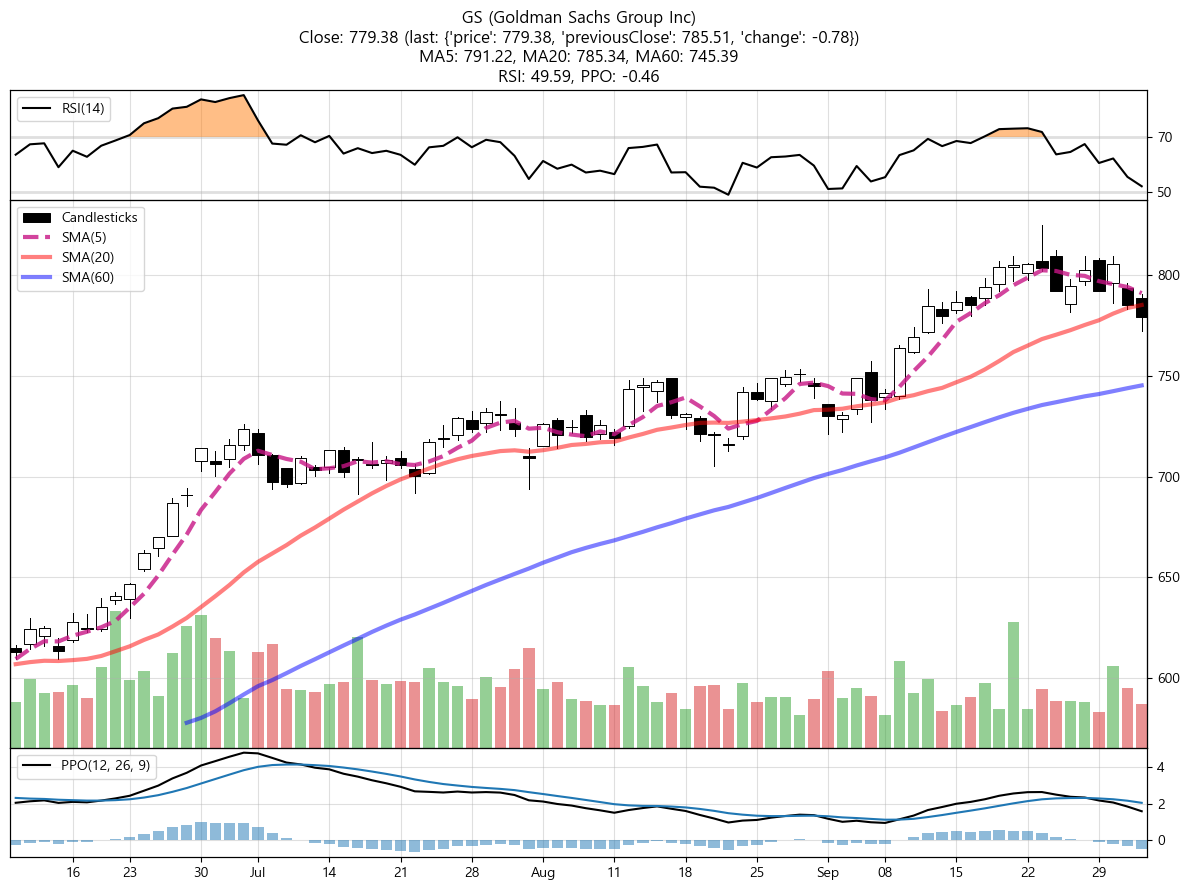 GS (Goldman Sachs Group Inc)
Close: 779.38 (last: {'price': 779.38, 'previousClose': 785.51, 'change': -0.78})
MA5: 791.22, MA20: 785.34, MA60: 745.39
RSI: 49.59, PPO: -0.46
RSI(14)
70
50
Candlesticks
SMA(5)
SMA(20)
SMA(60)
800
750
700
650
600
PPO(12, 26, 9)
4
2
0
16 23 30 Jul 14 21 28 Aug 11 18 25 Sep 08 15 22 29